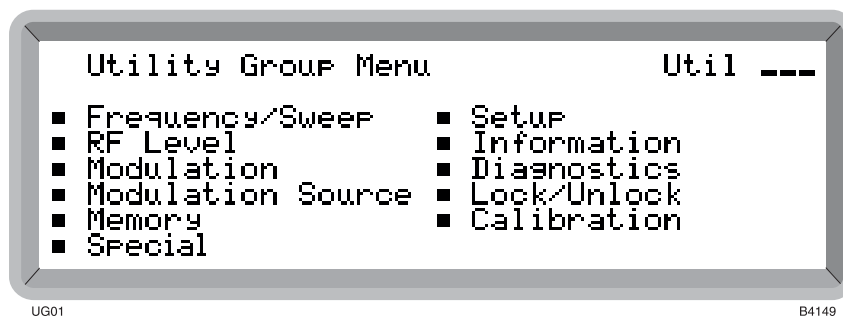 Utility Group Menu Util ___
■ Frequency/Sweep ■ Setup
■ RF Level ■ Information
■ Modulation ■ Diagnostics
■ Modulation Source ■ Lock/Unlock
■ Memory ■ Calibration
■ Special
UG01 B4149